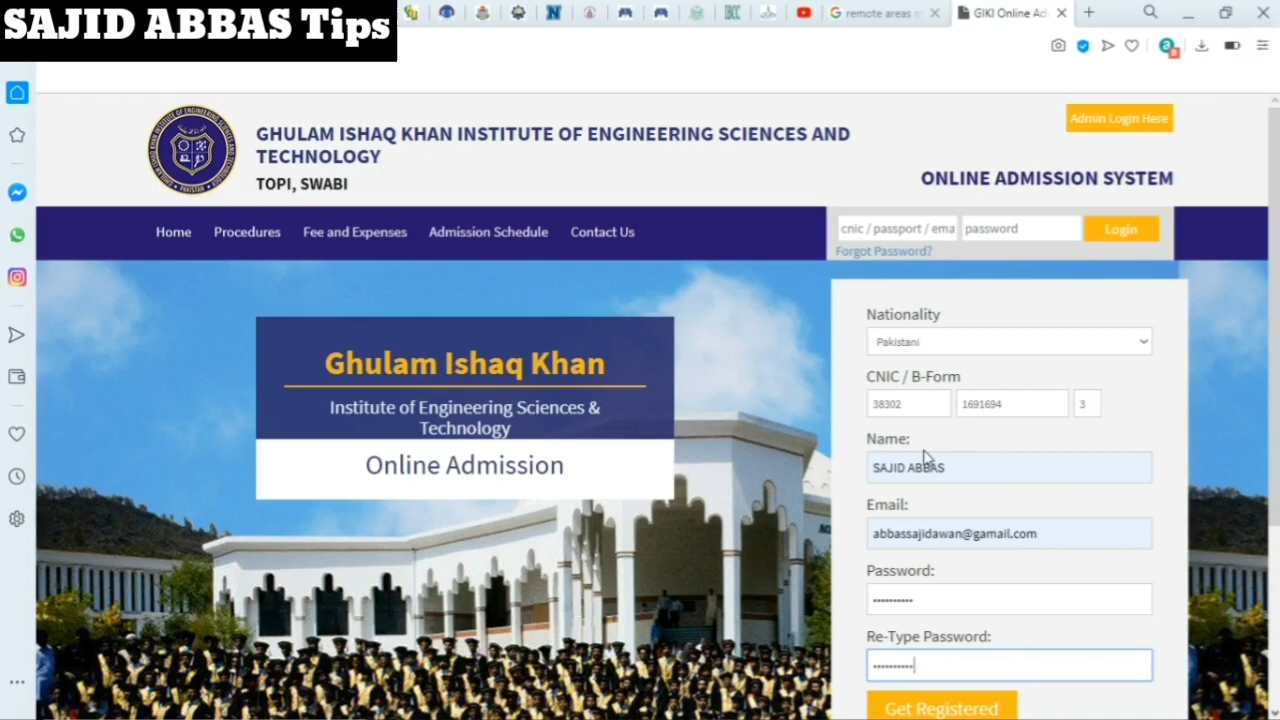 SAJID ABBAS Tips
remote areas
GIKI Online Ad
GHULAM ISHAQ KHAN INSTITUTE OF ENGINEERING SCIENCES AND
TECHNOLOGY
TOPI, SWABI
Admin Login Here
ONLINE ADMISSION SYSTEM
Home
Procedures
Fee and Expenses
Admission Schedule
Contact Us
cnic / passport / ema
password
Login
Forgot Password?
Ghulam Ishaq Khan
Institute of Engineering Sciences &
Technology
Online Admission
Nationality
Pakistani
CNIC / B-Form
38302 1691694 3
Name:
SAJID ABBAS
Email:
abbassajidawan@gamail.com
Password:
••••••••••
Re-Type Password:
••••••••••
Get Registered